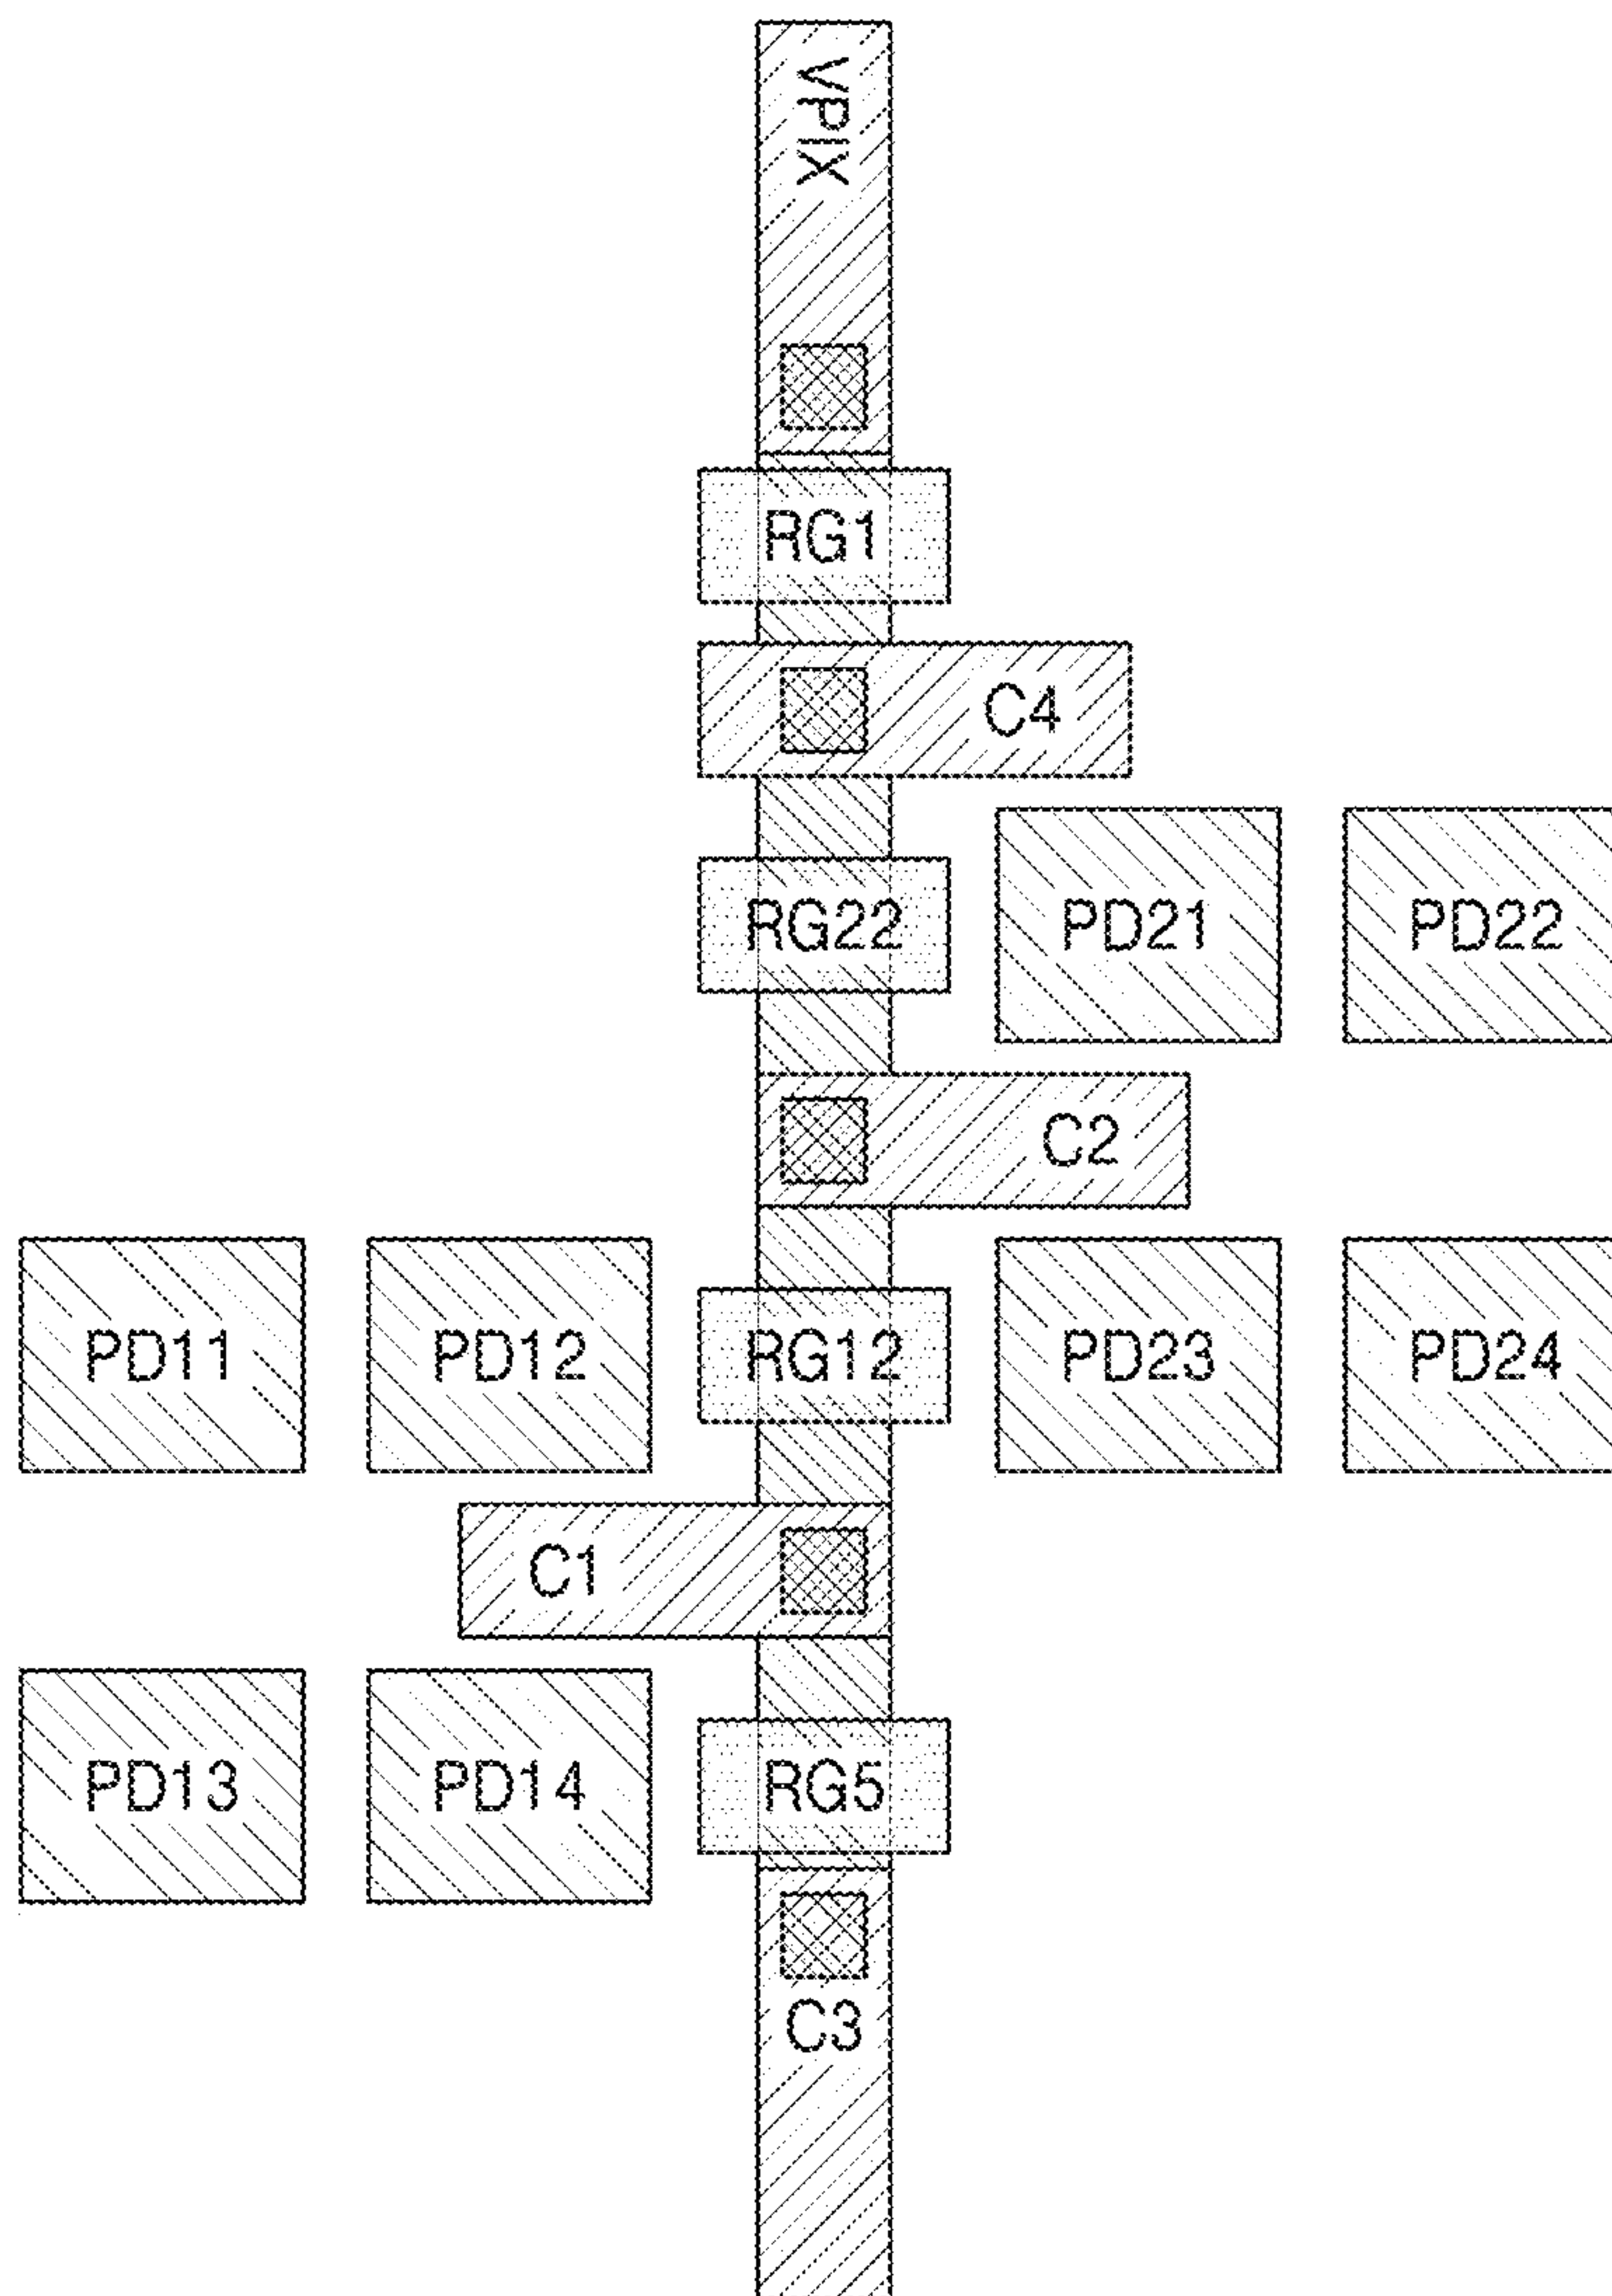 VPIX
RG1
C4
RG22
PD21
PD22
C2
PD11
PD12
RG12
PD23
PD24
C1
PD13
PD14
RG5
C3